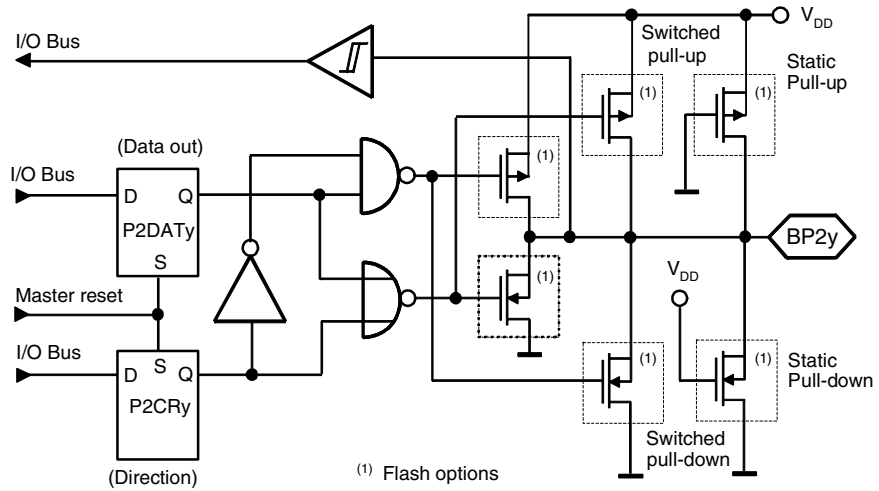 I/O Bus
Switched
pull-up
V_DD
Static
Pull-up
(1)
(1)
(Data out)
I/O Bus
D
Q
P2DATy
S
(1)
BP2y
Master reset
(1)
V_DD
I/O Bus
D
S
Q
P2CRy
(1)
(1)
Static
Pull-down
Switched
pull-down
(Direction)
(1) Flash options